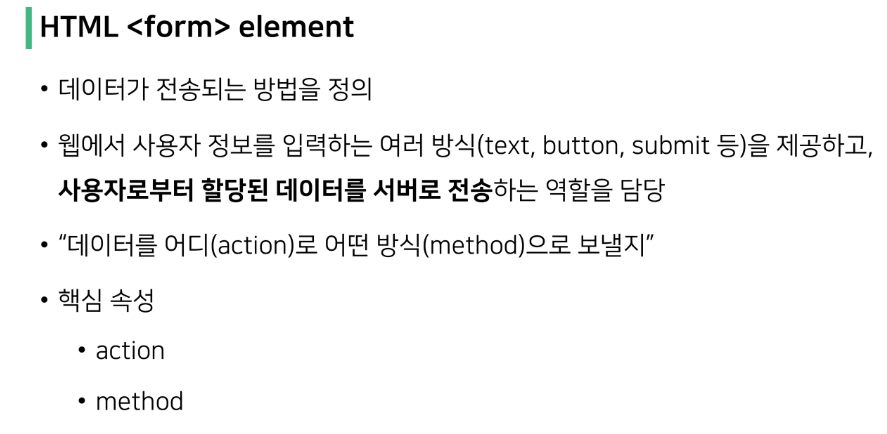 HTML <form> element
• 데이터가 전송되는 방법을 정의
• 웹에서 사용자 정보를 입력하는 여러 방식(text, button, submit 등)을 제공하고,
사용자로부터 할당된 데이터를 서버로 전송하는 역할을 담당
• “데이터를 어디(action)로 어떤 방식(method)으로 보낼지”
• 핵심 속성
• action
• method